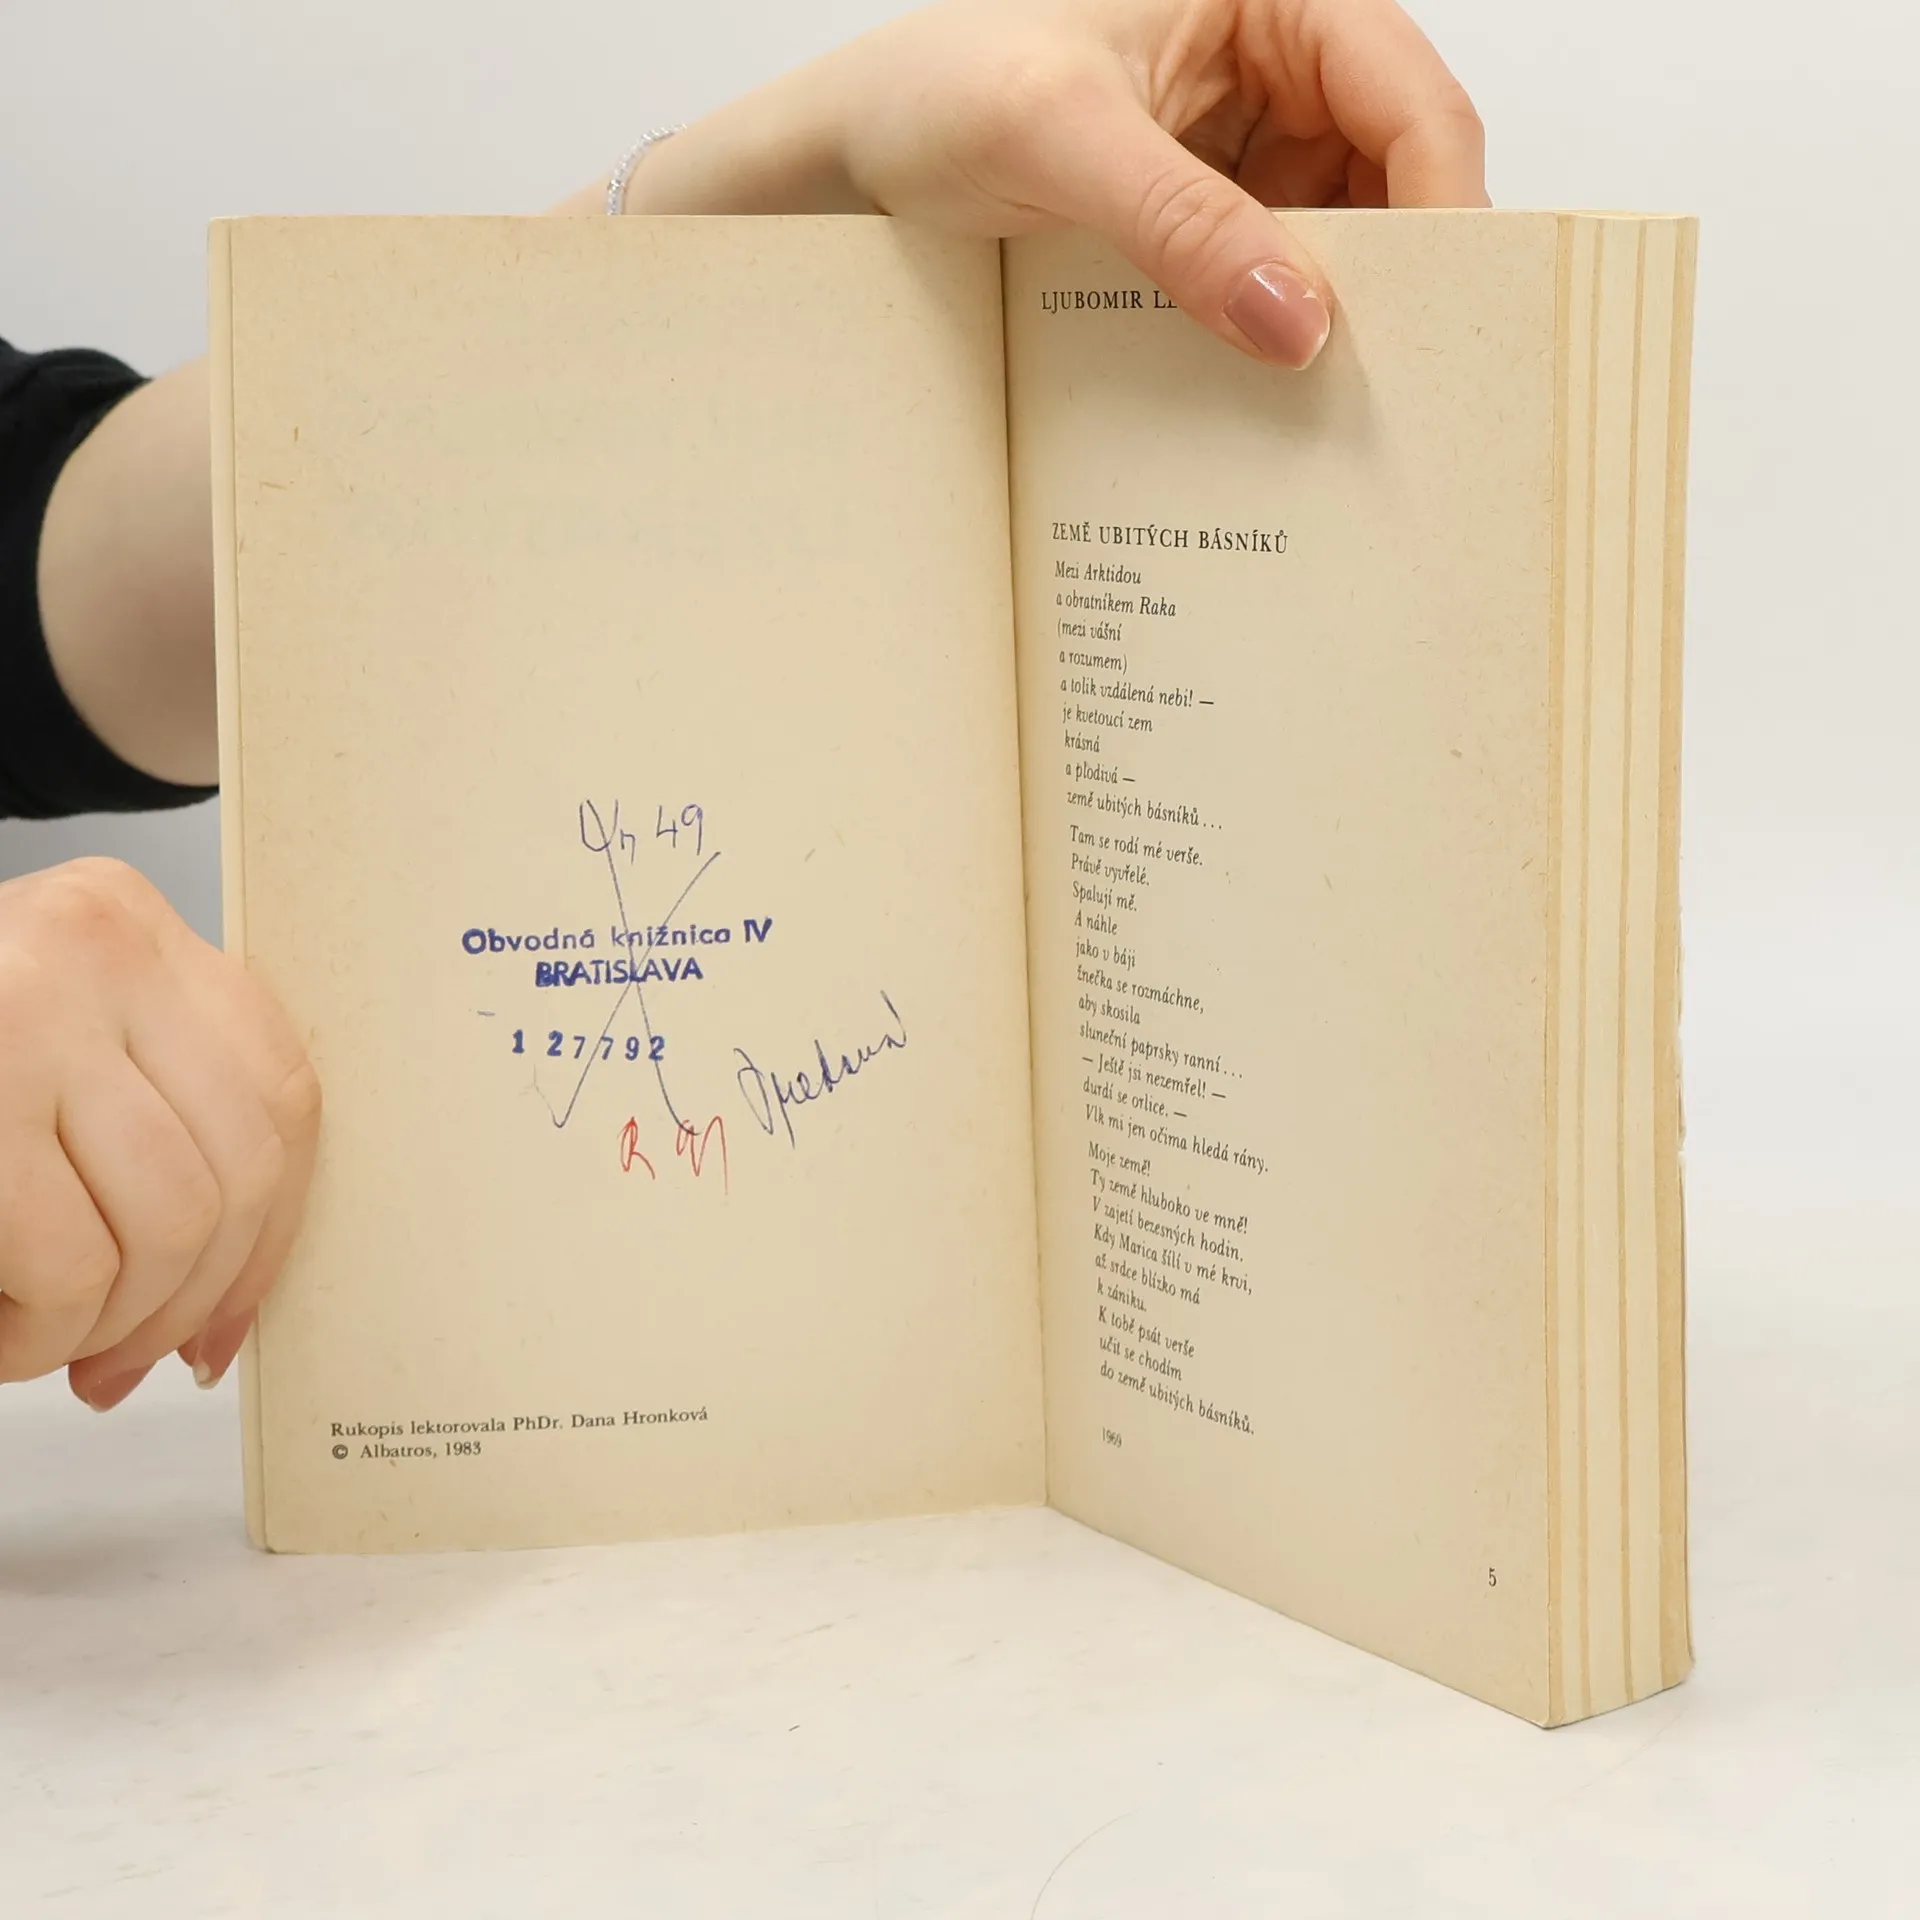 49
Obvodná knižnica IV
BRATISLAVA
127792
R
Rukopis lektorovala PhDr. Dana Hronková
© Albatros, 1983
LJUBOMIR
ZEMĚ UBITÝCH BÁSNÍKŮ
Mezi Arktidou
a obratníkem Raka
(mezi vášní
a rozumem)
a tolik vzdálená nebi! —
je kvetoucí zem
krásná
a plodivá —
země ubitých básníků...
Tam se rodí mé verše.
Právě vyvřelé.
Spalují mě.
A náhle
jako v báji
žnečka se rozmáchne,
aby skosila
sluneční paprsky ranní...
— Ještě jsi nezemřel! —
durdí se orlice. —
Vlk mi jen očima hledá rány.
Moje země!
Ty země hluboko ve mně!
V zajetí bezesných hodin.
Kdy Marica šílí v mé krvi,
až srdce blízko má
k zániku.
K tobě psát verše
učit se chodím
do země ubitých básníků.
1969
5